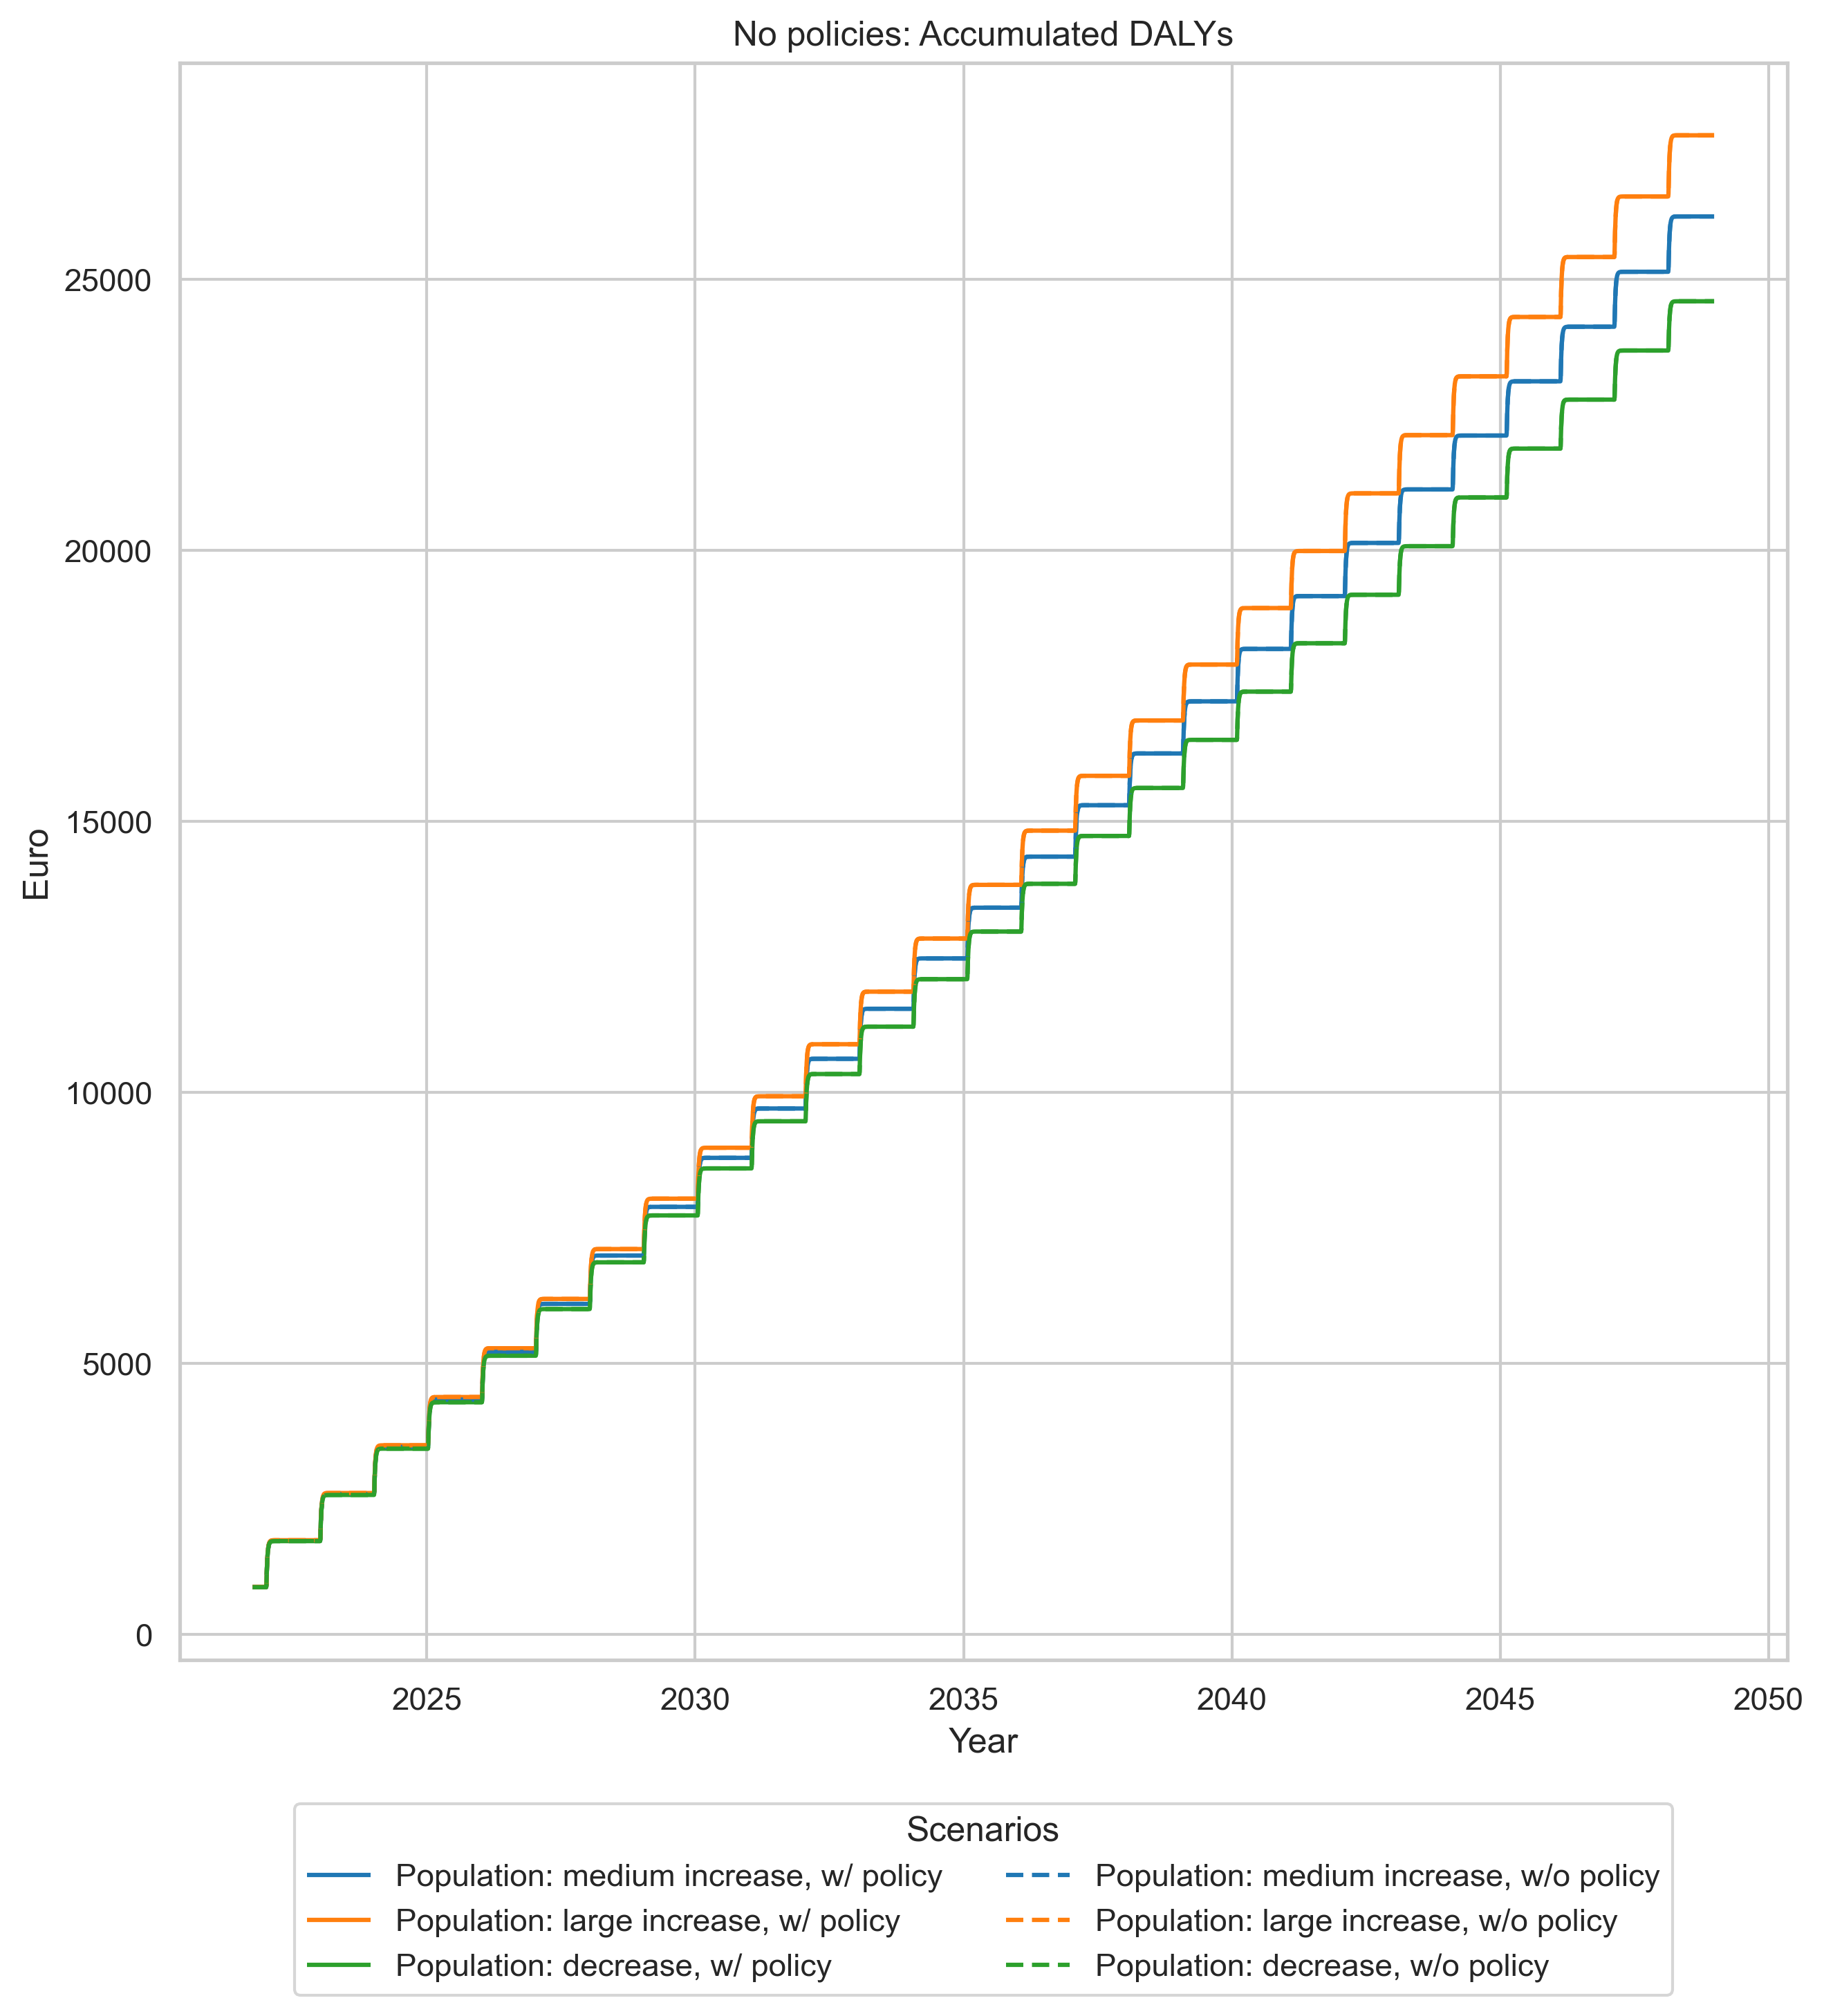 No policies: Accumulated DALYs
25000
20000
15000
10000
5000
0
Euro
2025 2030 2035 2040 2045 2050
Year
Scenarios
Population: medium increase, w/ policy
Population: large increase, w/ policy
Population: decrease, w/ policy
Population: medium increase, w/o policy
Population: large increase, w/o policy
Population: decrease, w/o policy